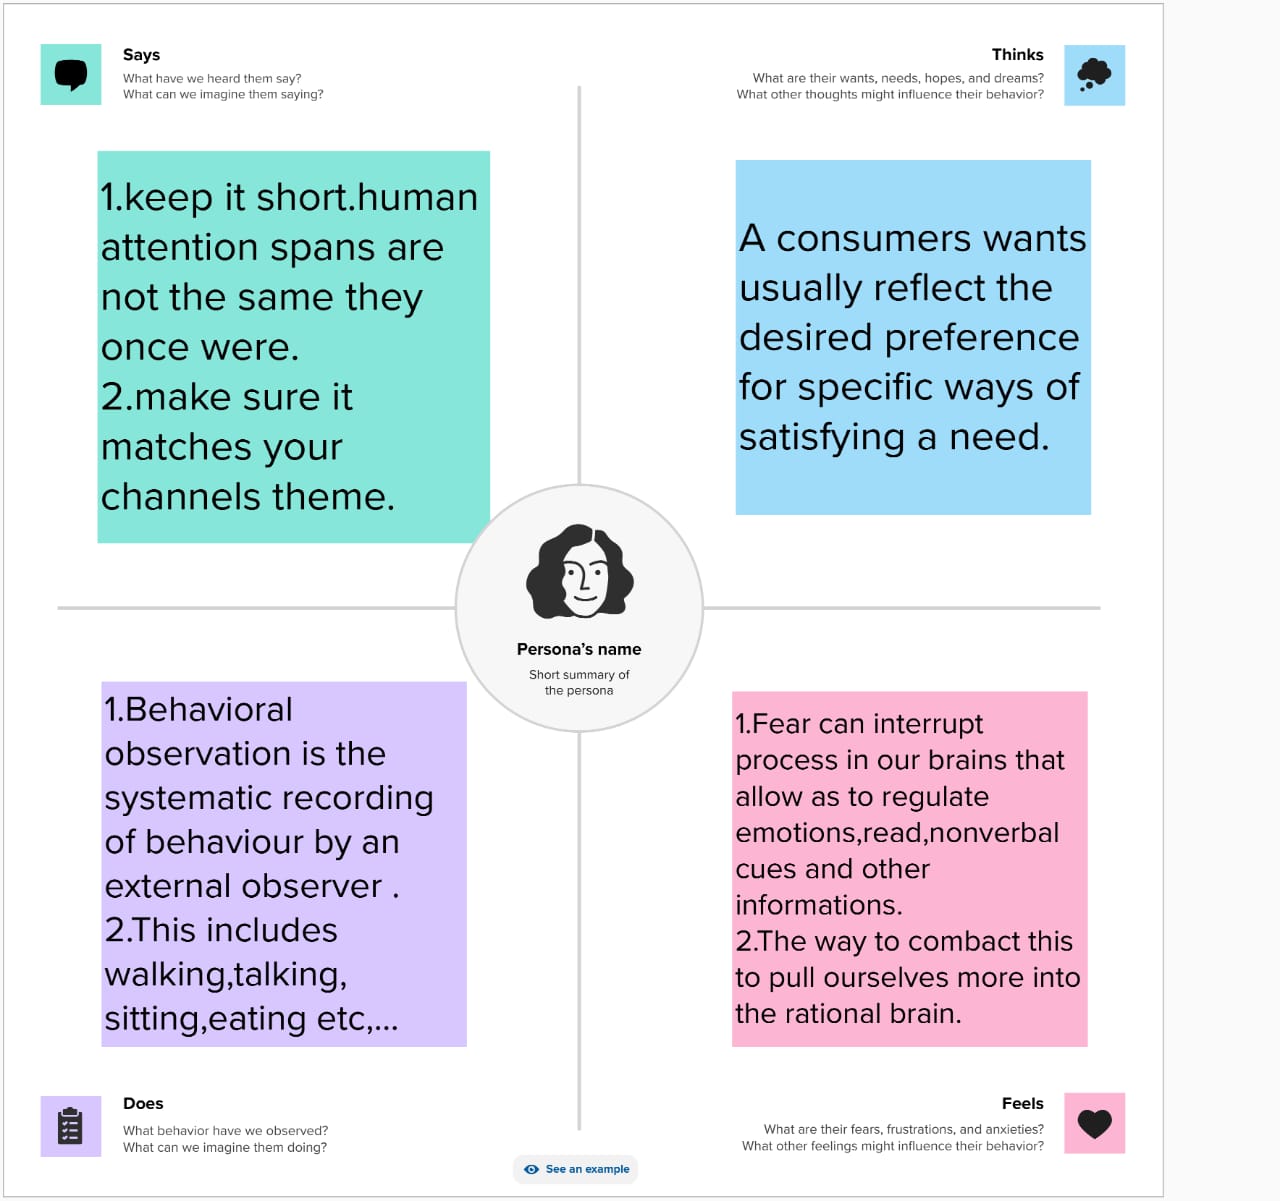 Says
What have we heard them say?
What can we imagine them saying?
Thinks
What are their wants, needs, hopes, and dreams?
What other thoughts might influence their behavior?
1.keep it short.human
attention spans are
not the same they
once were.
2.make sure it
matches your
channels theme.
A consumers wants
usually reflect the
desired preference
for specific ways of
satisfying a need.
Persona's name
Short summary of
the persona
1.Behavioral
observation is the
systematic recording
of behaviour by an
external observer .
2.This includes
walking,talking,
sitting,eating etc,...
1.Fear can interrupt
process in our brains that
allow as to regulate
emotions,read,nonverbal
cues and other
informations.
2.The way to combact this
to pull ourselves more into
the rational brain.
Does
What behavior have we observed?
What can we imagine them doing?
Feels
What are their fears, frustrations, and anxieties?
What other feelings might influence their behavior?
See an example